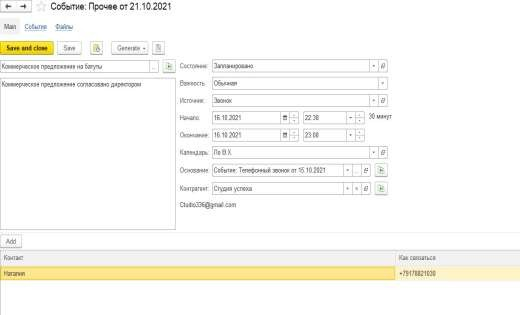 Событие: Прочее от 21.10.2021
Main События Файлы
Save and close Save Generate
Коммерческое предложение на батуты
Коммерческое предложение согласовано директором
Состояние: Запланировано
Важность: Обычная
Источник: Звонок
Начало: 16.10.2021 22:30 30 минут
Окончание: 16.10.2021 23:00
Календарь:
Основание: Событие: Телефонный звонок от 15.10.2021
Контрагент: Студия успеха
Ctudio336@gmail.com
Add
Контакт Как связаться
Наталия +79178821030